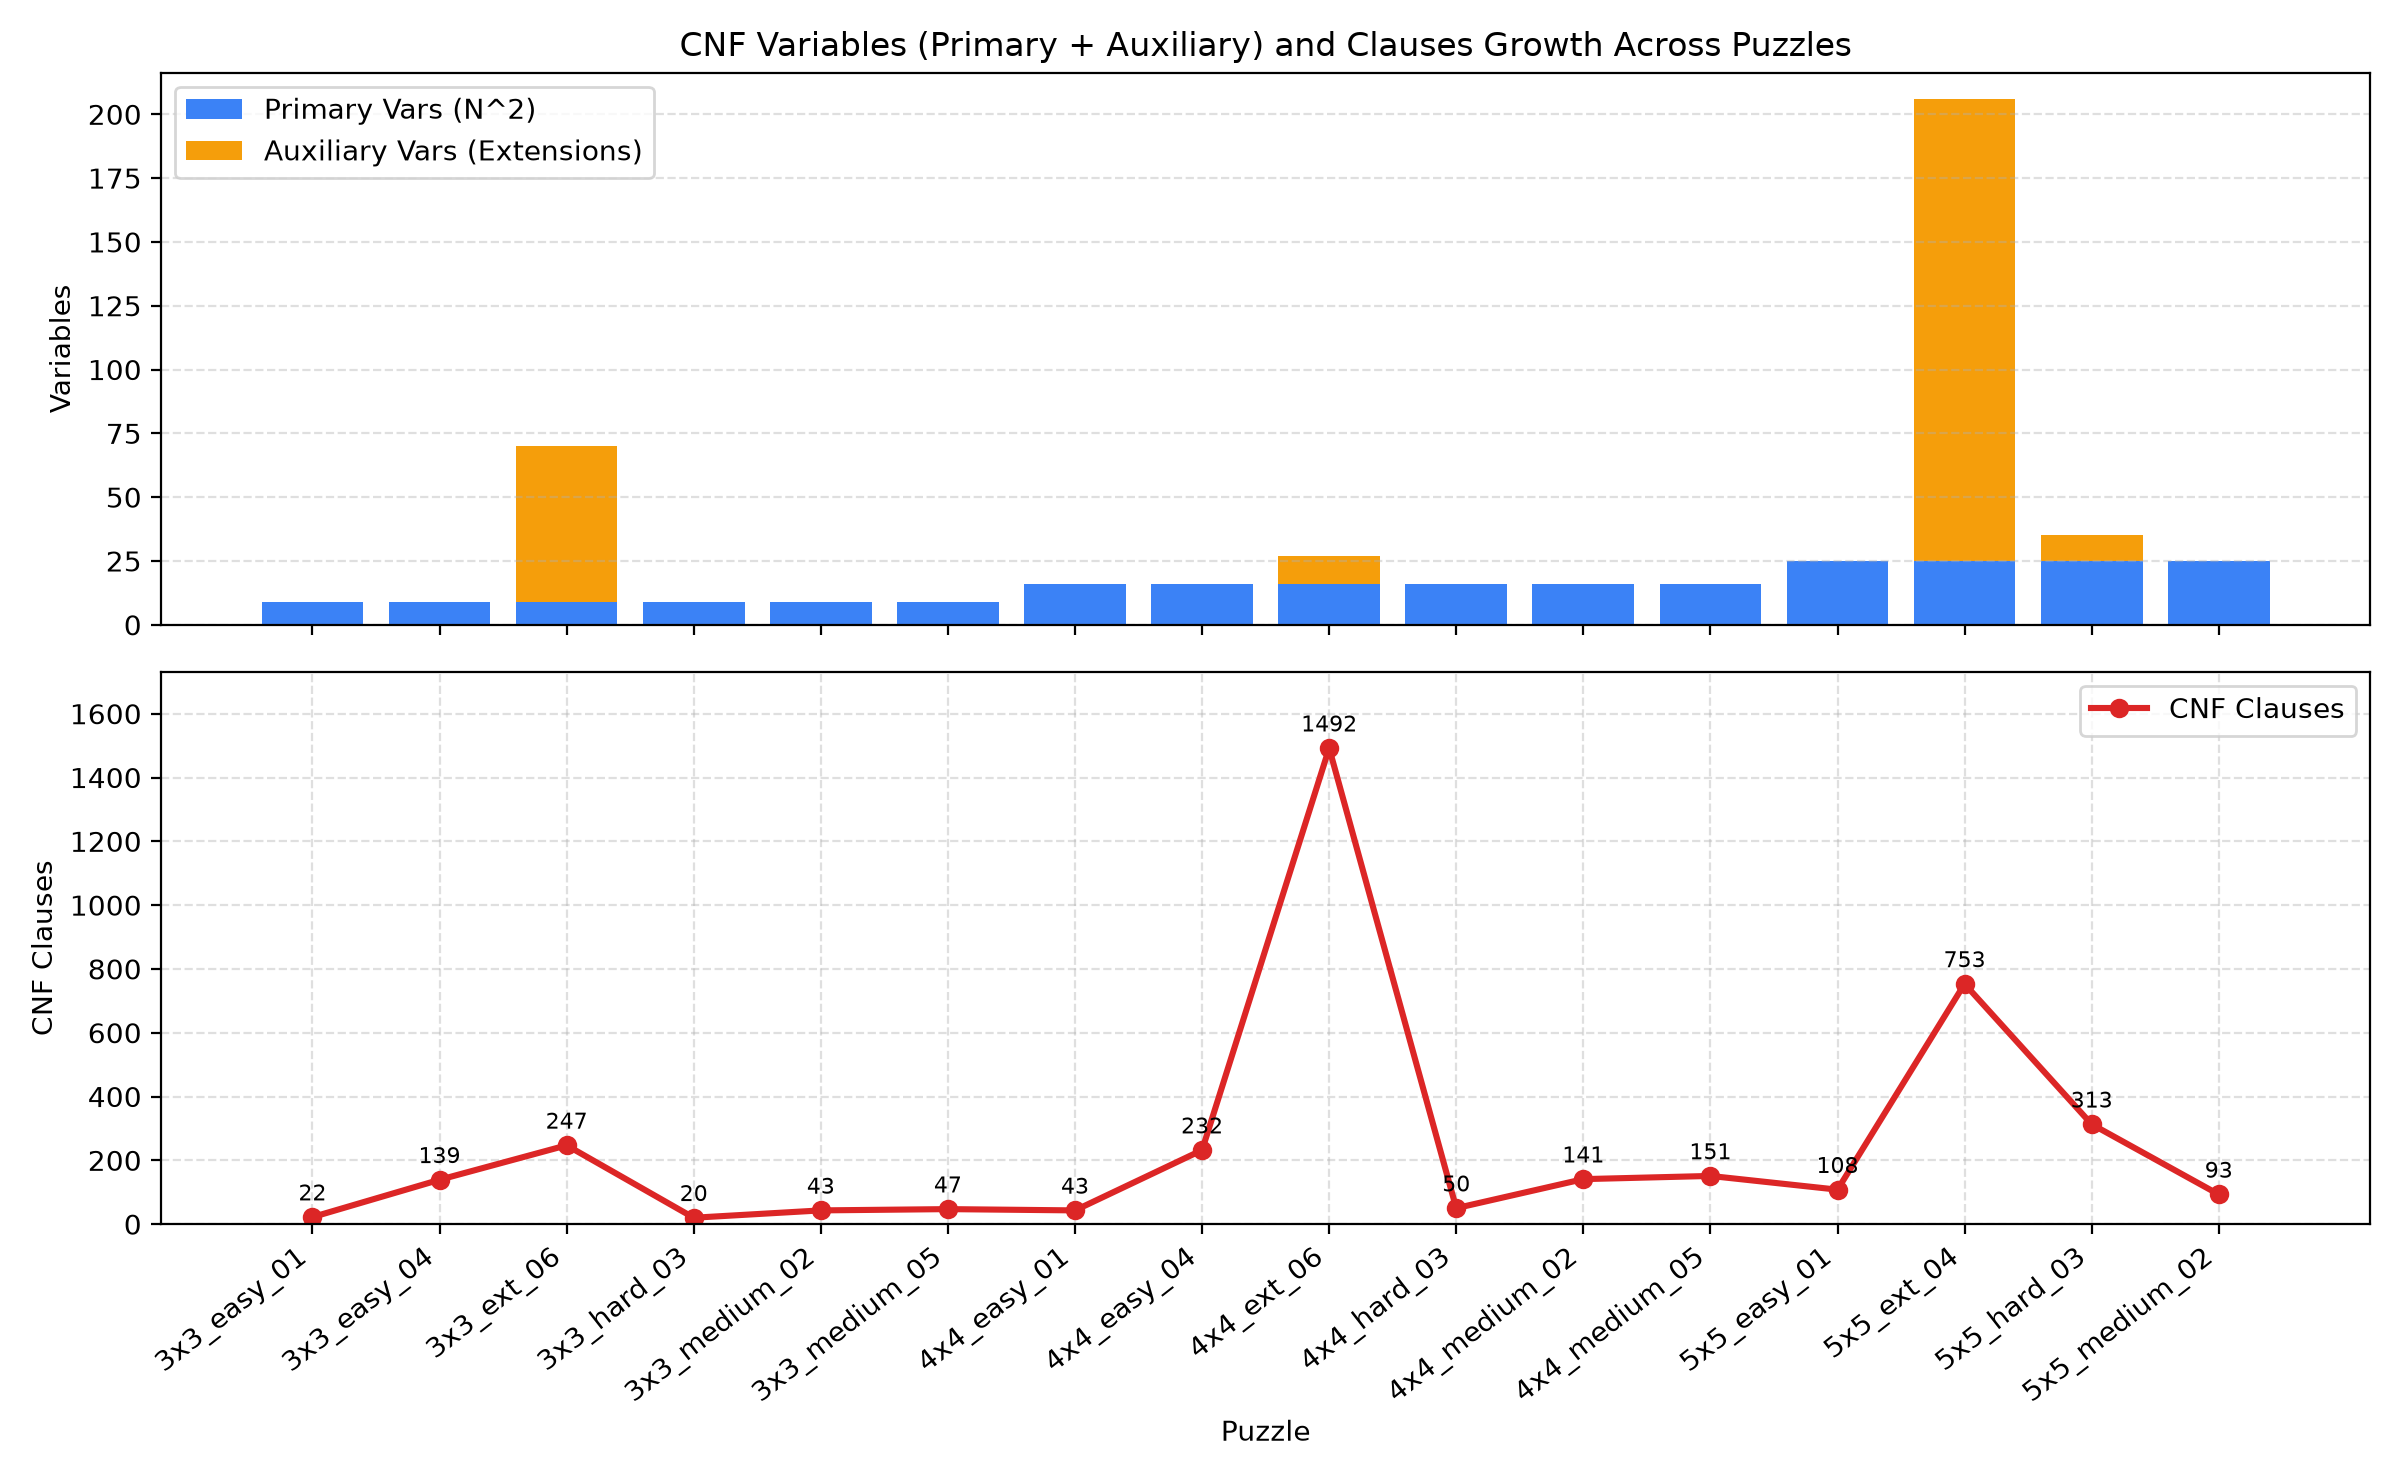 CNF Variables (Primary + Auxiliary) and Clauses Growth Across Puzzles
Primary Vars (N^2)
Auxiliary Vars (Extensions)
Variables
200
175
150
125
100
75
50
25
0
CNF Clauses
CNF Clauses
1600
1400
1200
1000
800
600
400
200
0
22
139
247
20
43
47
43
232
1492
50
141
151
108
753
313
93
3x3_easy_01
3x3_easy_04
3x3_ext_06
3x3_hard_03
3x3_medium_02
3x3_medium_05
4x4_easy_01
4x4_easy_04
4x4_ext_06
4x4_hard_03
4x4_medium_02
4x4_medium_05
5x5_easy_01
5x5_ext_04
5x5_hard_03
5x5_medium_02
Puzzle